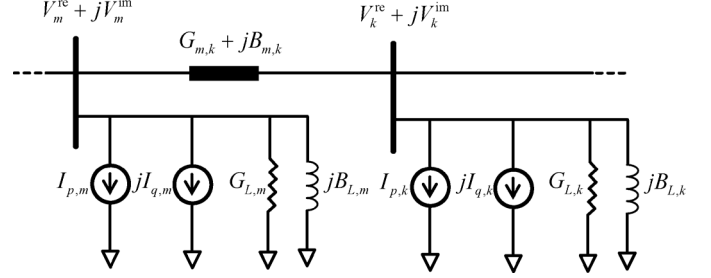 V_m^re + jV_m^im
V_k^re + jV_k^im
G_m,k + jB_m,k
I_p,m jI_q,m G_L,m jB_L,m I_p,k jI_q,k G_L,k jB_L,k